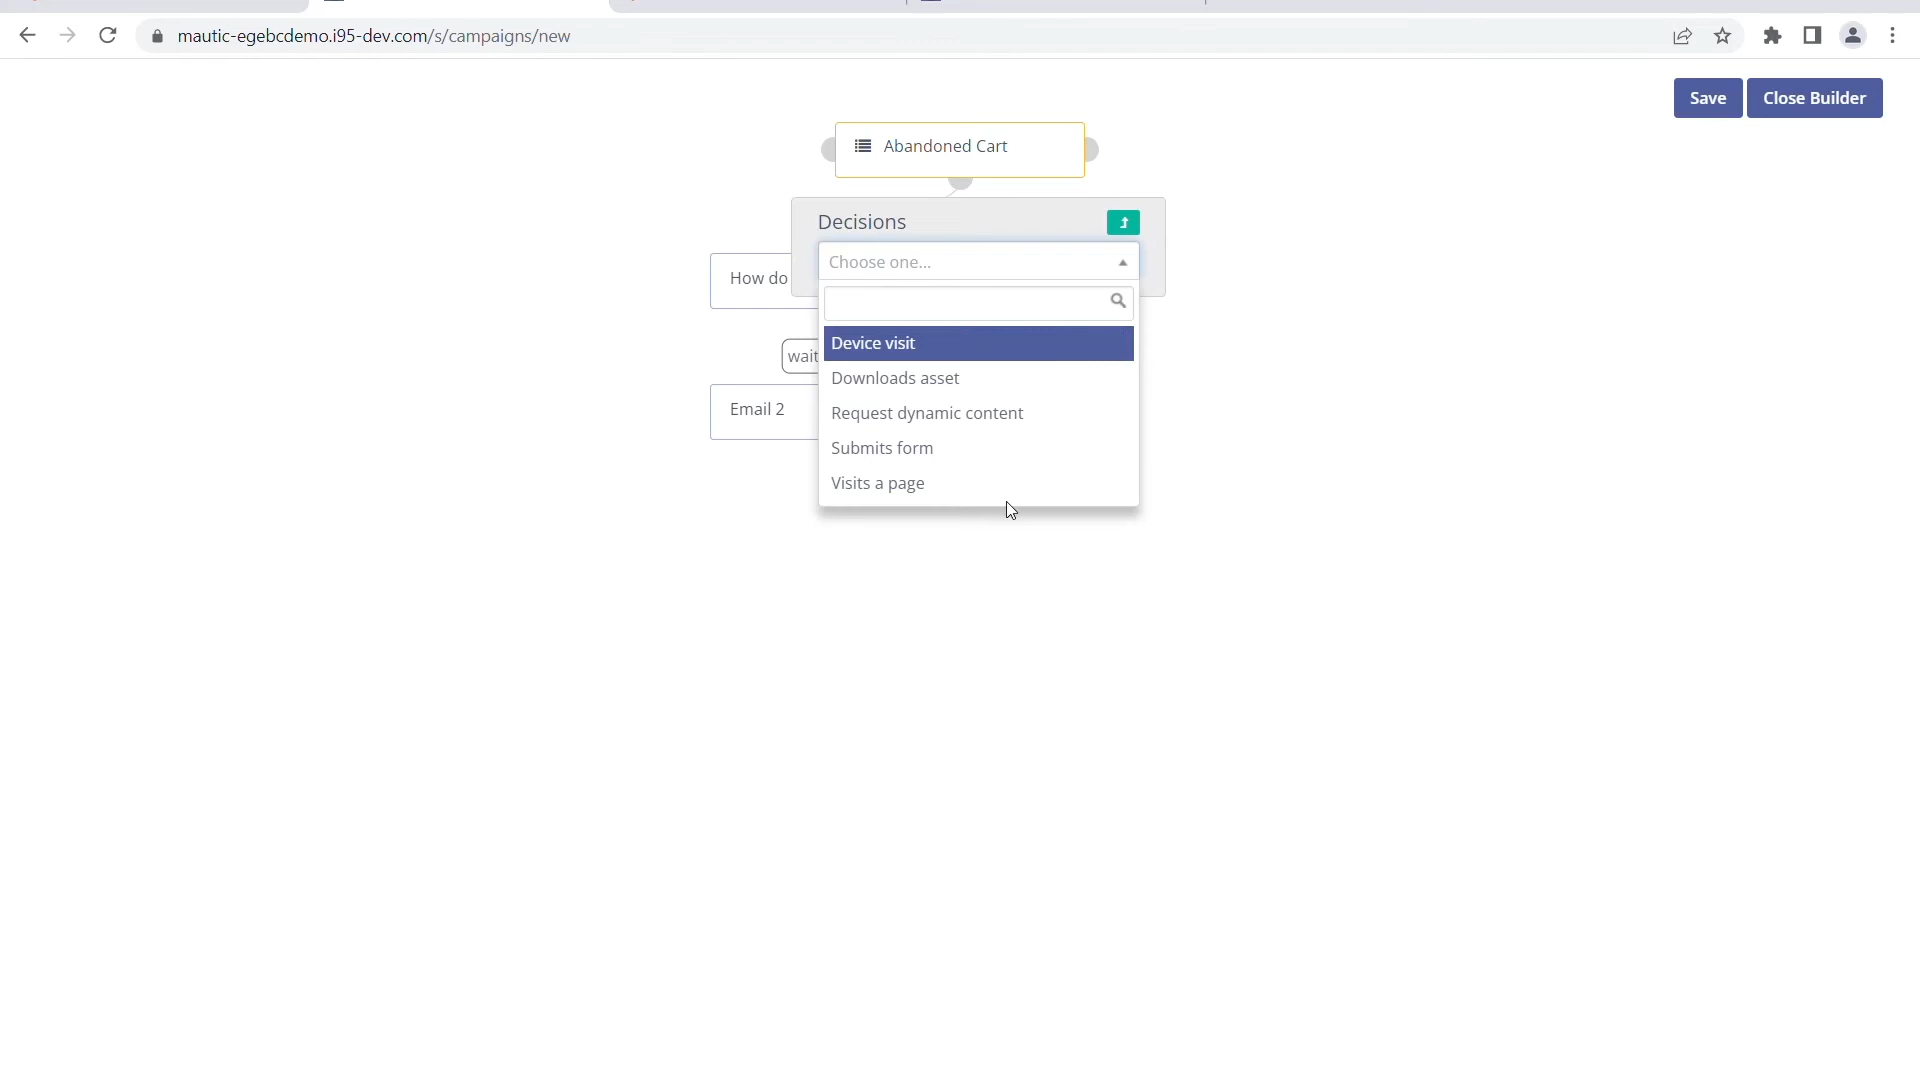 mautic-egebcdemo.i95-dev.com/s/campaigns/new
Save
Close Builder
Abandoned Cart
Decisions
Choose one...
How do
Device visit
wait
Downloads asset
Email 2
Request dynamic content
Submits form
Visits a page